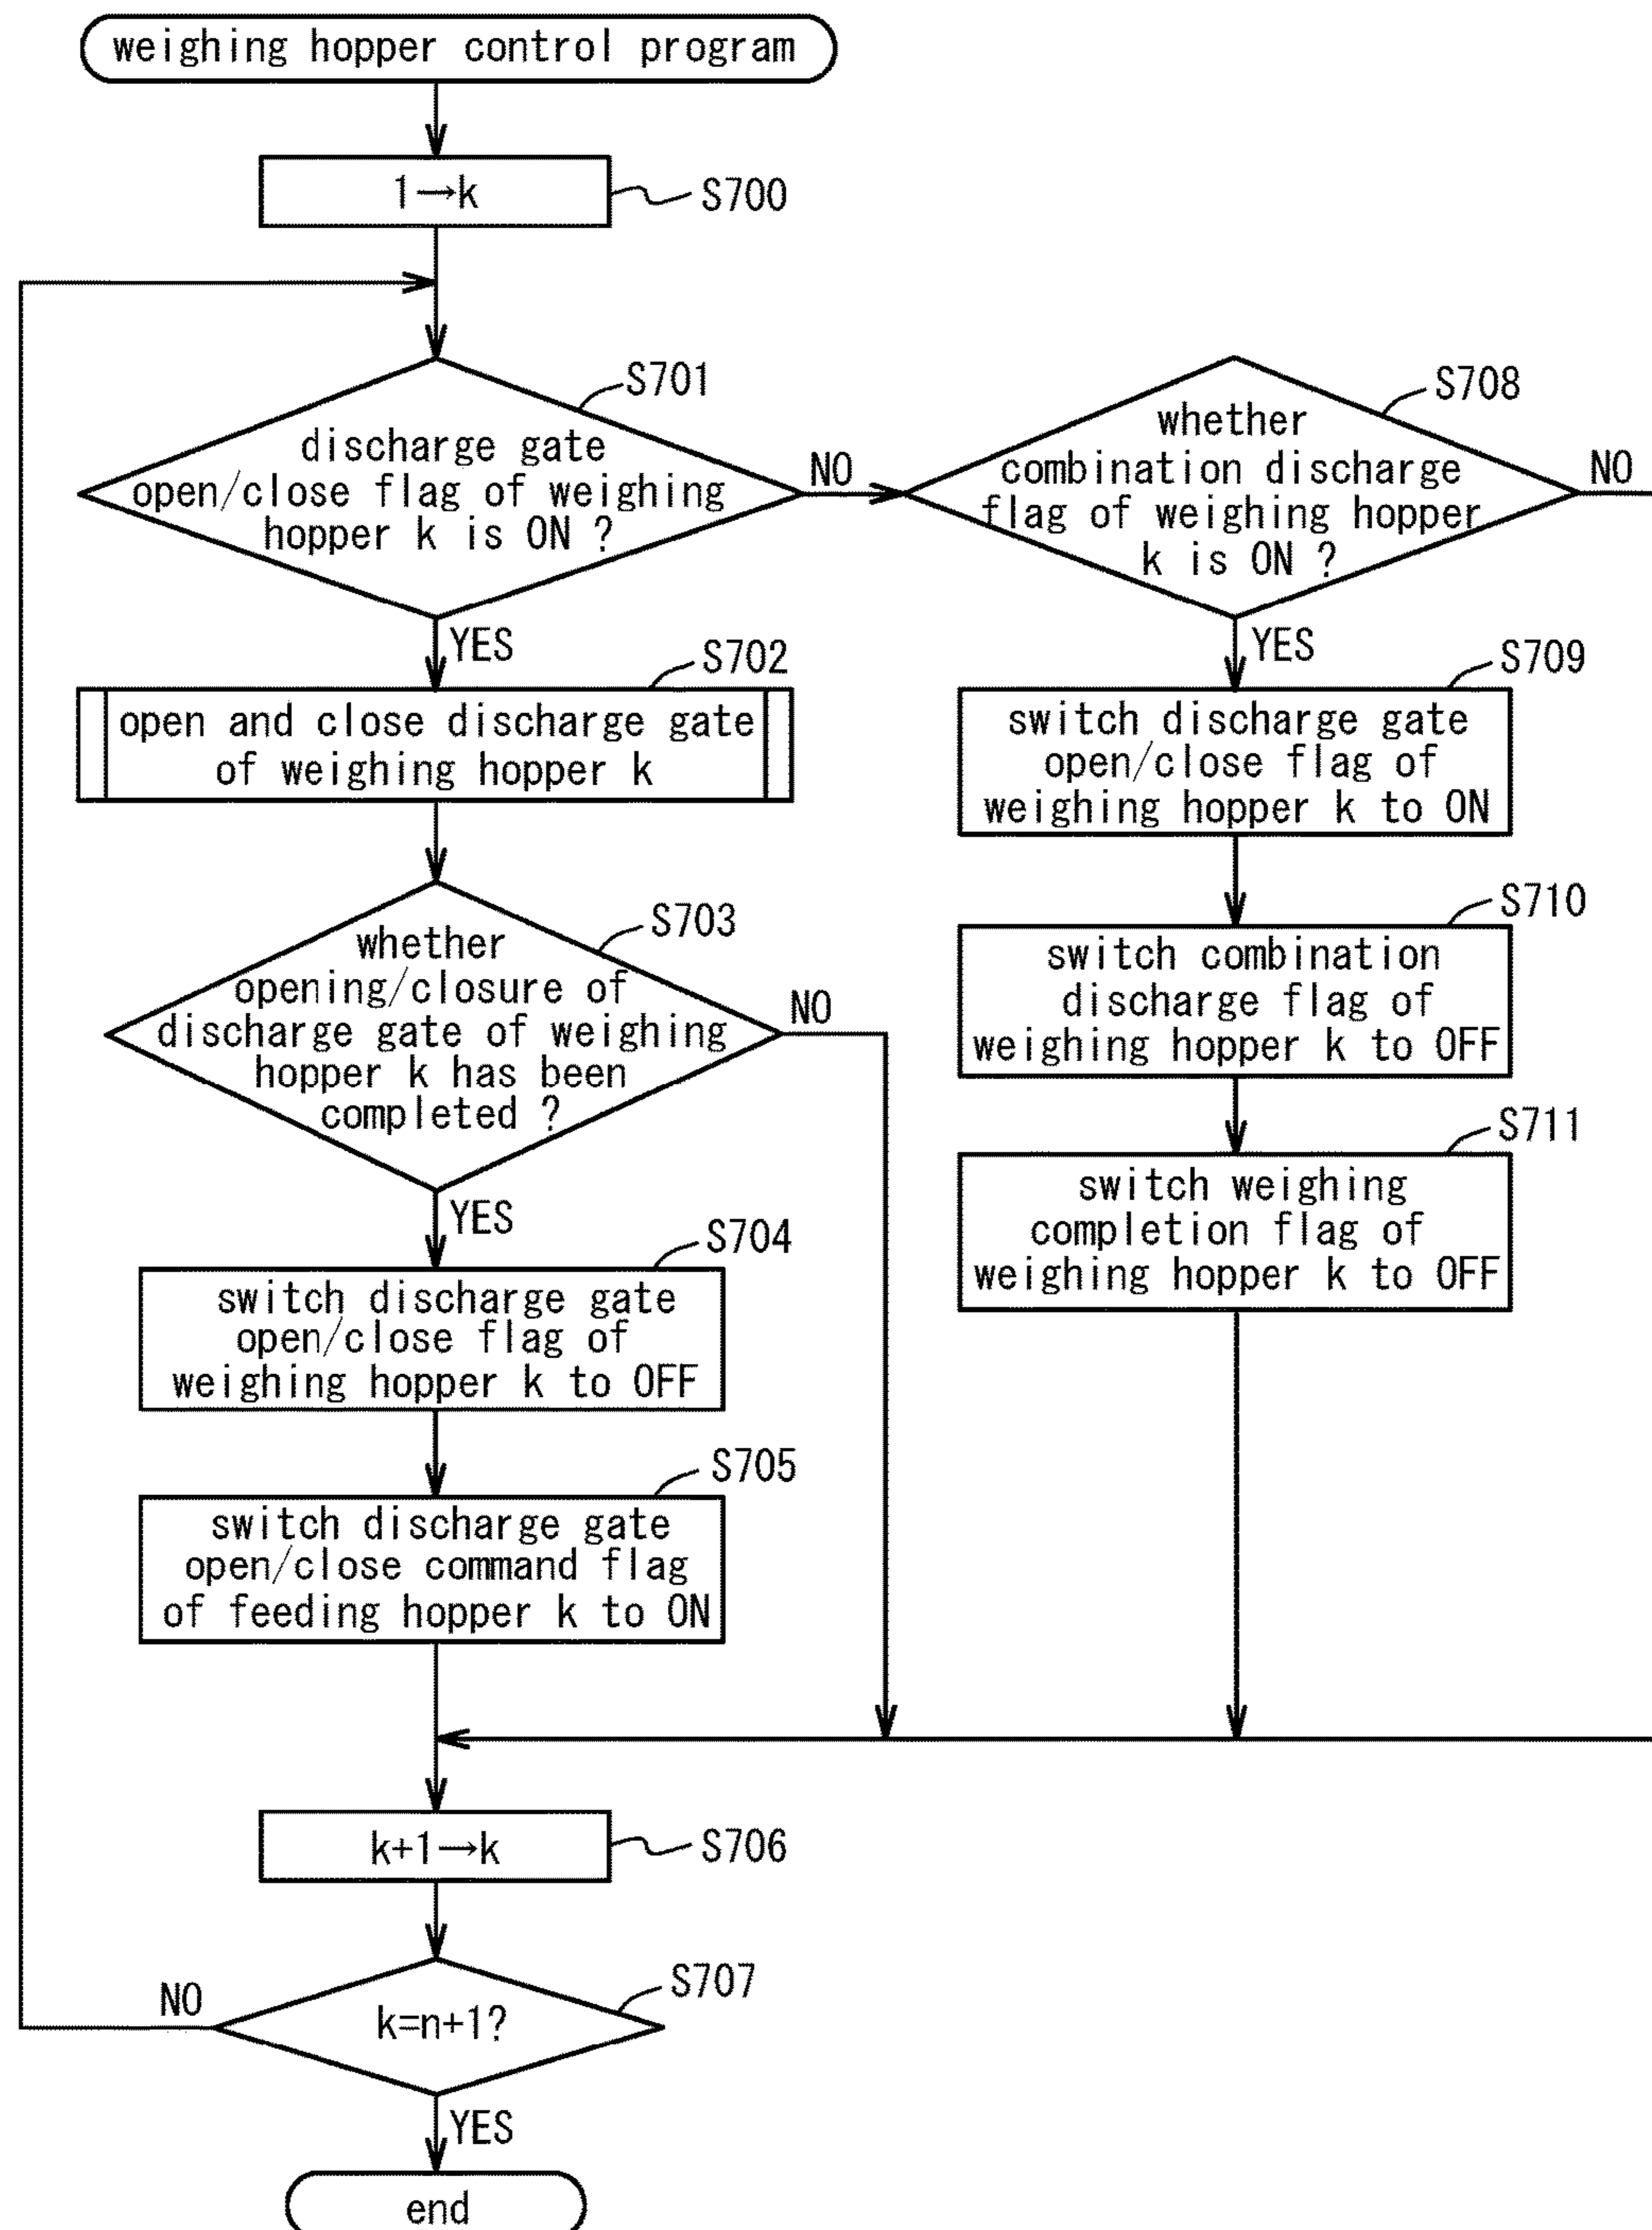 weighing hopper control program
1→k
S700
S701
discharge gate
open/close flag of weighing
hopper k is ON ?
NO
YES
S708
whether
combination discharge
flag of weighing hopper
k is ON ?
NO
YES
S702
open and close discharge gate
of weighing hopper k
S709
switch discharge gate
open/close flag of
weighing hopper k to ON
S703
whether
opening/closure of
discharge gate of weighing
hopper k has been
completed ?
NO
YES
S710
switch combination
discharge flag of
weighing hopper k to OFF
S711
switch weighing
completion flag of
weighing hopper k to OFF
S704
switch discharge gate
open/close flag of
weighing hopper k to OFF
S705
switch discharge gate
open/close command flag
of feeding hopper k to ON
k+1→k
S706
S707
k=n+1?
NO
YES
end